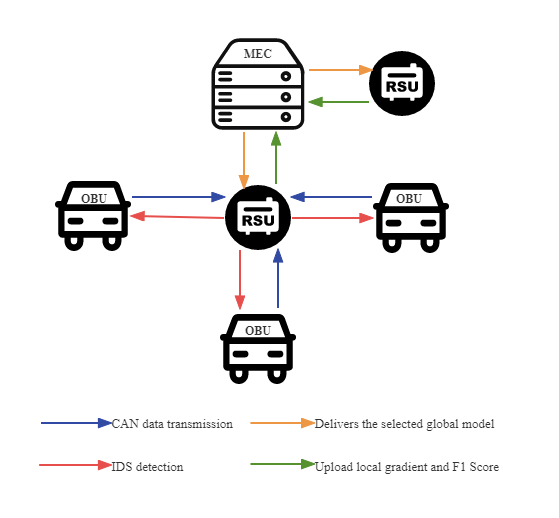 MEC
RSU
OBU
RSU
OBU
OBU
CAN data transmission
Delivers the selected global model
IDS detection
Upload local gradient and F1 Score